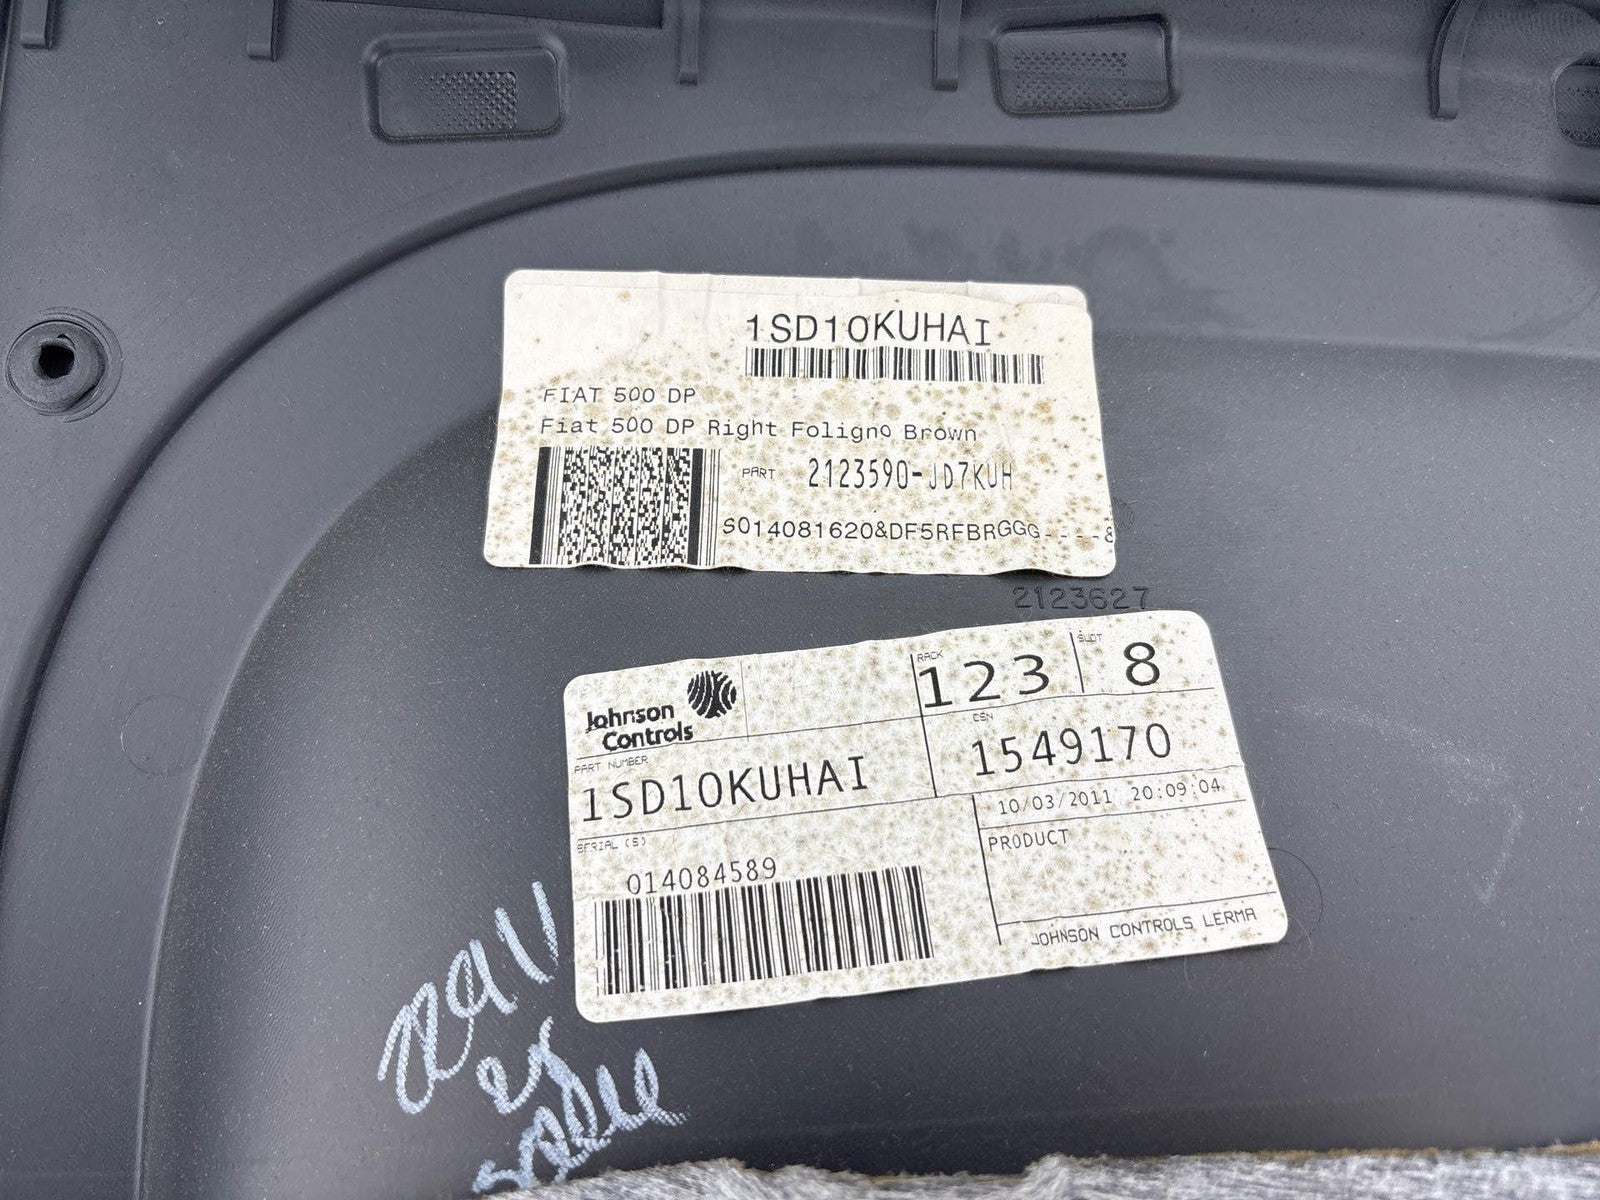 1SD10KUHAI
FIAT 500 DP
Fiat 500 DP Right Foligno Brown
PART 2123590-JD7KUH
S014081620&DF5RFBRGGG----8
2123627
Johnson Controls
RACK 123
SLOT 8
PART NUMBER
1SD10KUHAI
CSN
1549170
10/03/2011 20:09:04
SERIAL (S)
014084589
PRODUCT
JOHNSON CONTROLS LERMA